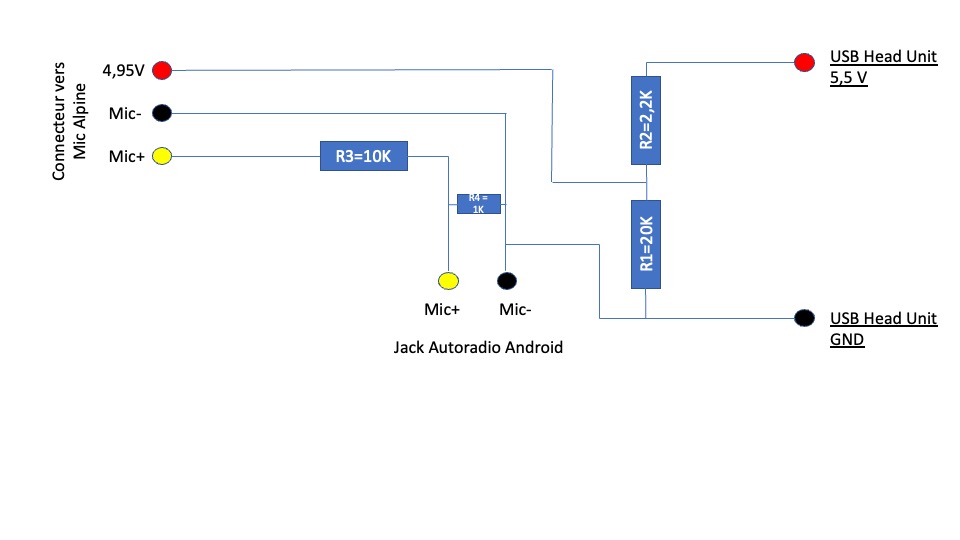 Connecteur vers
Mic Alpine
4,95V
Mic-
Mic+
R3=10K
R4 =
1K
R2=2,2K
R1=20K
USB Head Unit
5,5 V
USB Head Unit
GND
Mic+
Mic-
Jack Autoradio Android